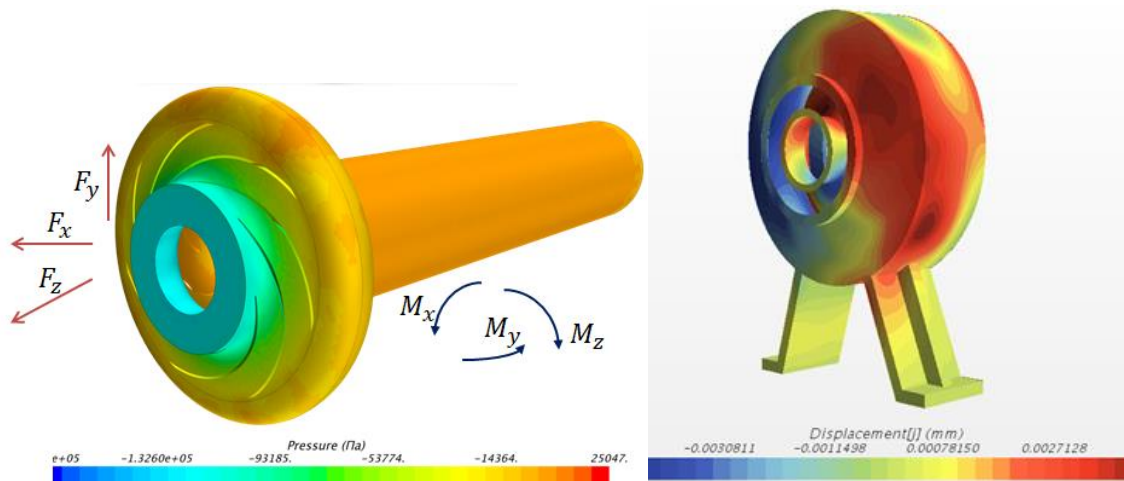 F_y
F_x
F_z
M_x
M_y
M_z
Pressure (Па)
e+05 -1.3260e+05 -93185. -53774. -14364. 25047.
Displacement[j] (mm)
-0.0030811 -0.0011498 0.00078150 0.0027128